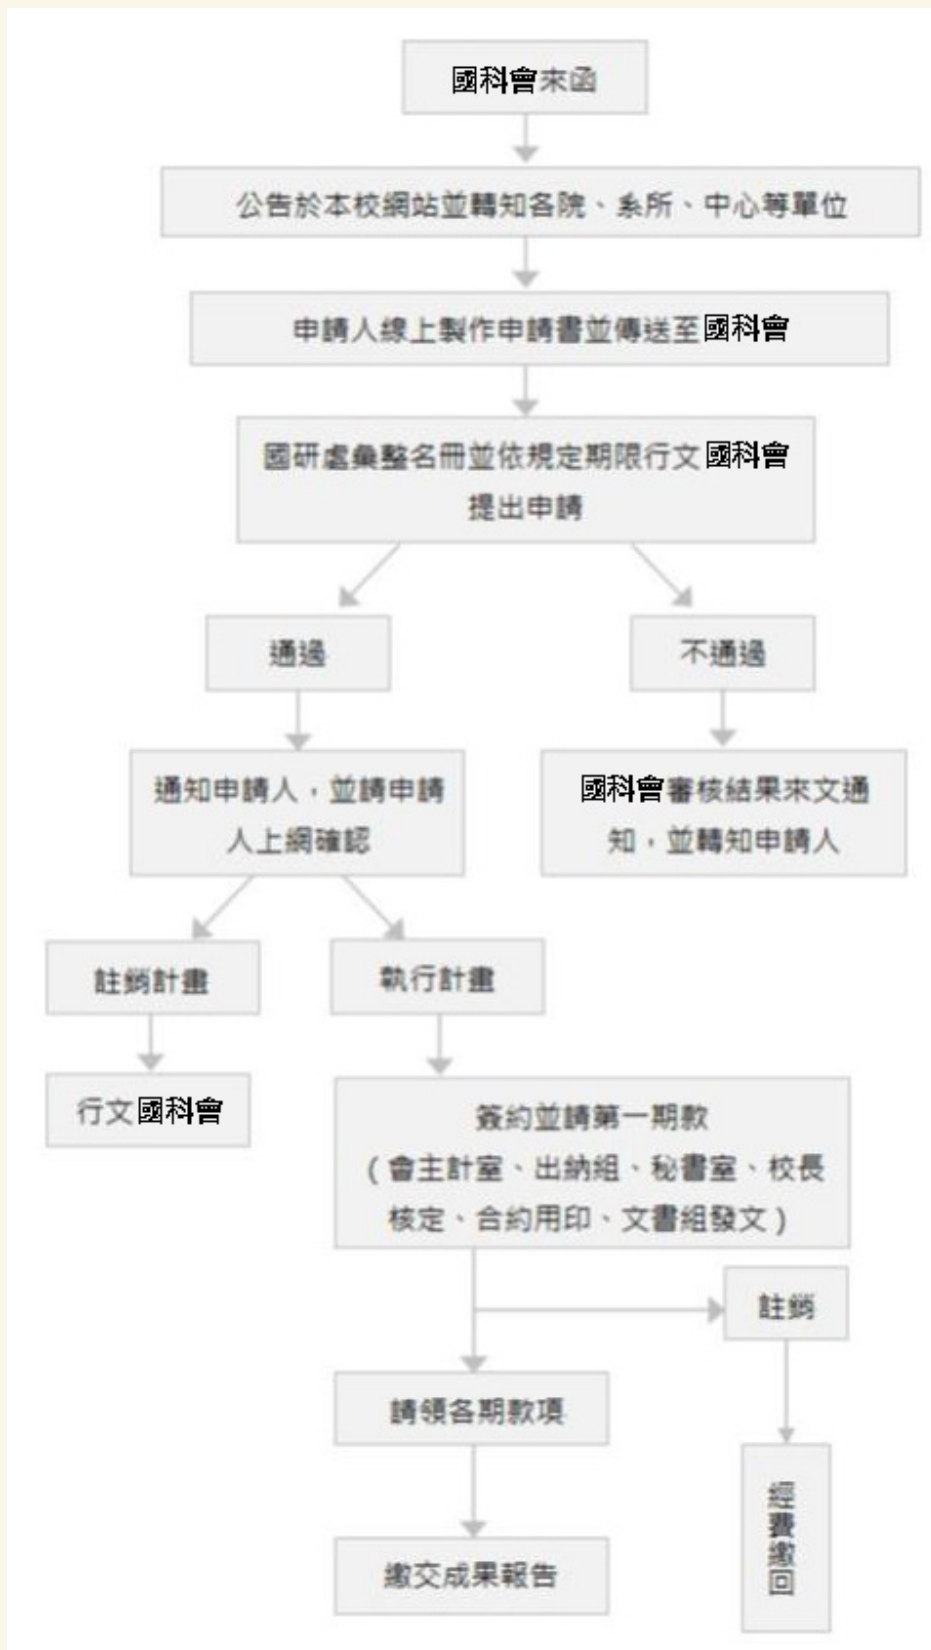 國科會來函
公告於本校網站並轉知各院、系所、中心等單位
申請人線上製作申請書並傳送至國科會
國研處彙整名冊並依規定期限行文國科會
提出申請
通過
不通過
通知申請人，並請申請
人上網確認
國科會審核結果來文通
知，並轉知申請人
註銷計畫
執行計畫
行文國科會
簽約並請第一期款
(會主計室、出納組、秘書室、校長
核定、合約用印、文書組發文)
註銷
請領各期款項
經費繳回
繳交成果報告